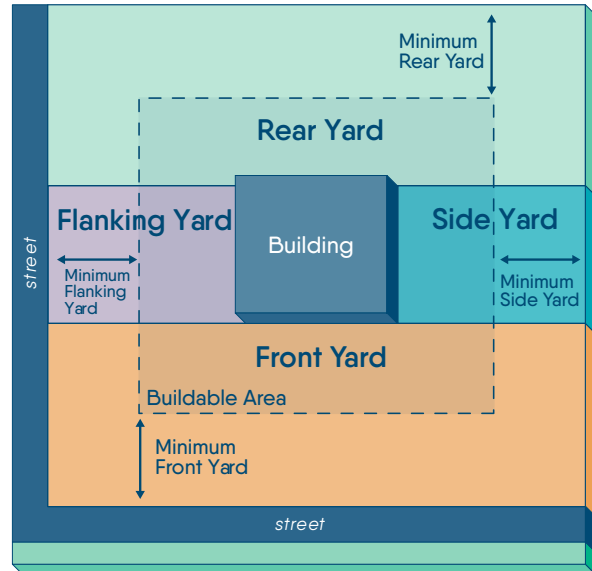 Minimum
Rear Yard
Rear Yard
Flanking Yard
Side Yard
Building
street
Minimum
Flanking
Yard
Minimum
Side Yard
Front Yard
Buildable Area
Minimum
Front Yard
street